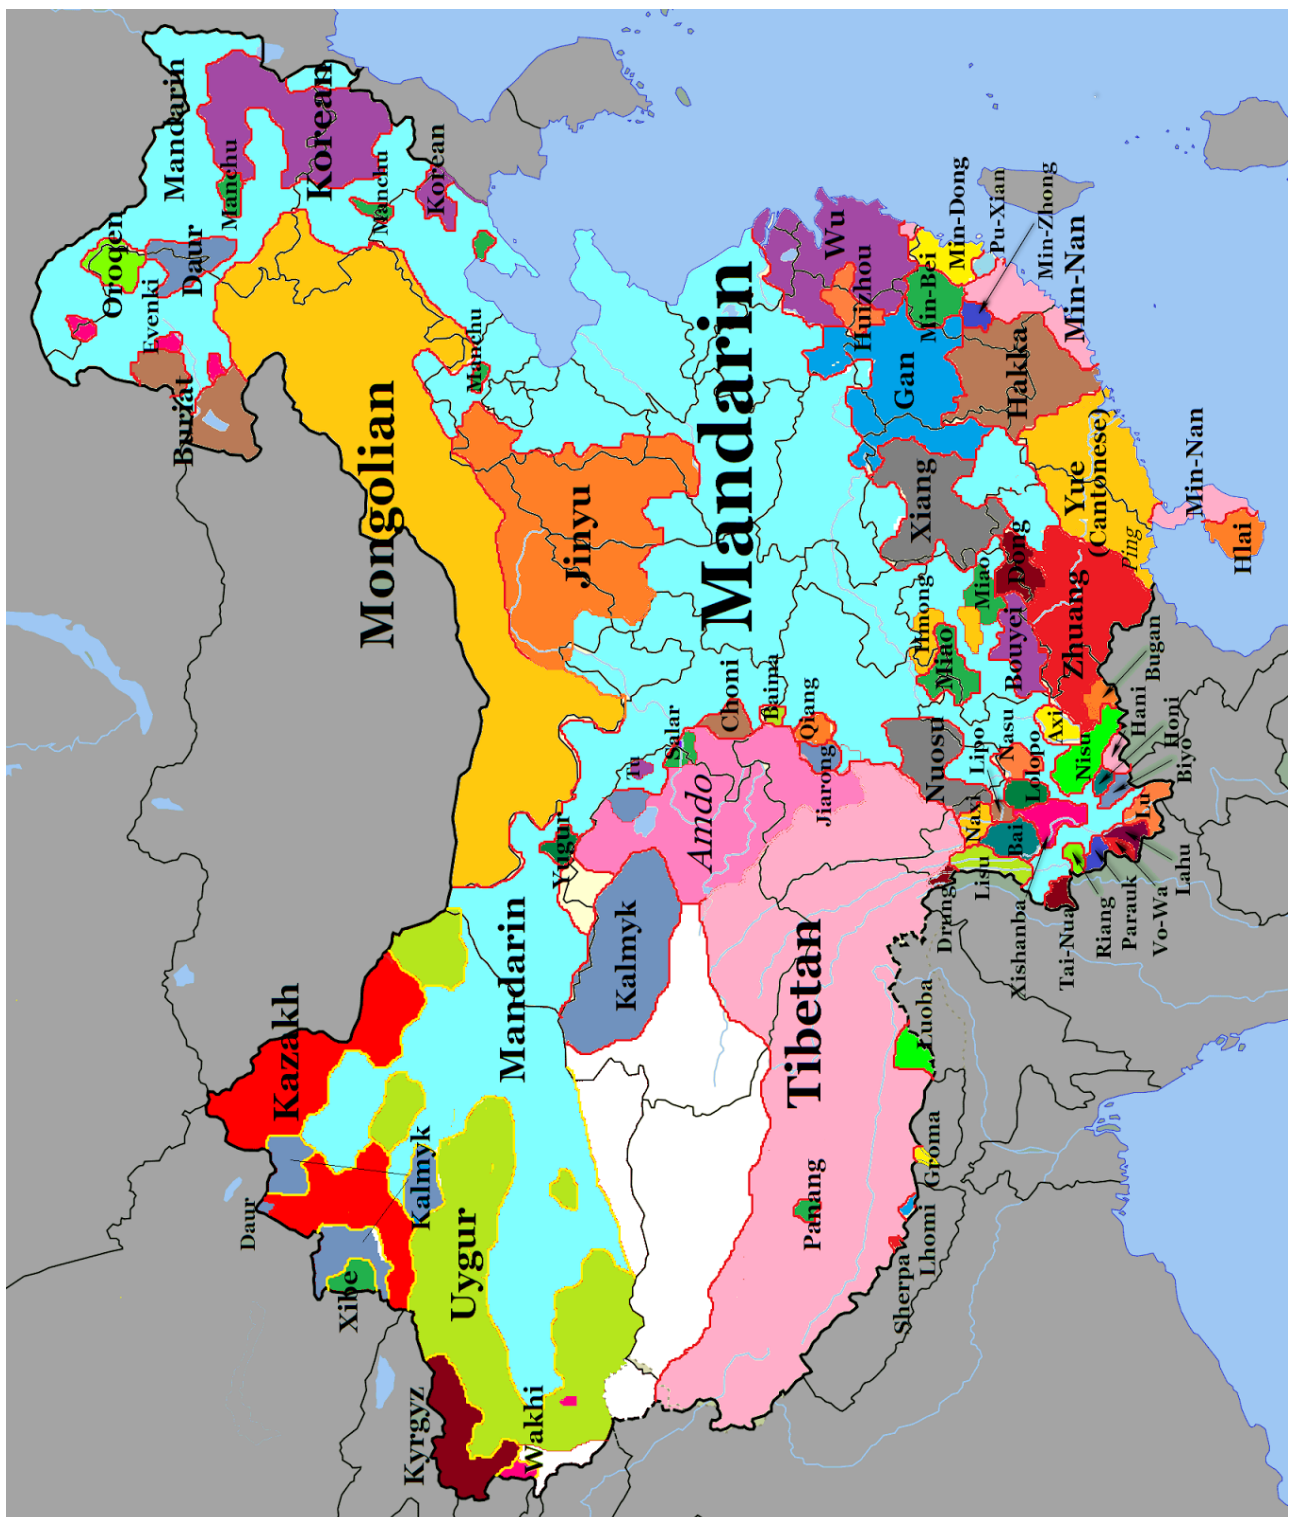 Mandarin
Oroqen
Evenki
Daur
Manchu
Buriat
Korean
Manchu
Korean
Mongolian
Manchu
Kazakh
Daur
Kalmyk
Xibe
Uygur
Kyrgyz
Wakhi
Mandarin
Yugur
Kalmyk
Jinyu
Tu
Salar
Choni
Baima
Qiang
Jiarong
Amdo
Mandarin
Tibetan
Panang
Sherpa
Lhomi
Groma
Luoba
Wu
Huizhou
Min-Bei
Min-Dong
Pu-Xian
Min-Zhong
Min-Nan
Gan
Hakka
Xiang
Yue
(Cantonese)
Ping
Min-Nan
Hlai
Hmong
Miao
Miao
Dong
Bouyei
Zhuang
Nuosu
Lipo
Nasu
Axi
Naxi
Lolopo
Nisu
Bai
Lisu
Drung
Xishanba
Tai-Nua
Riang
Parauk
Vo-Wa
Lahu
Lu
Biyo
Honi
Hani
Bugan